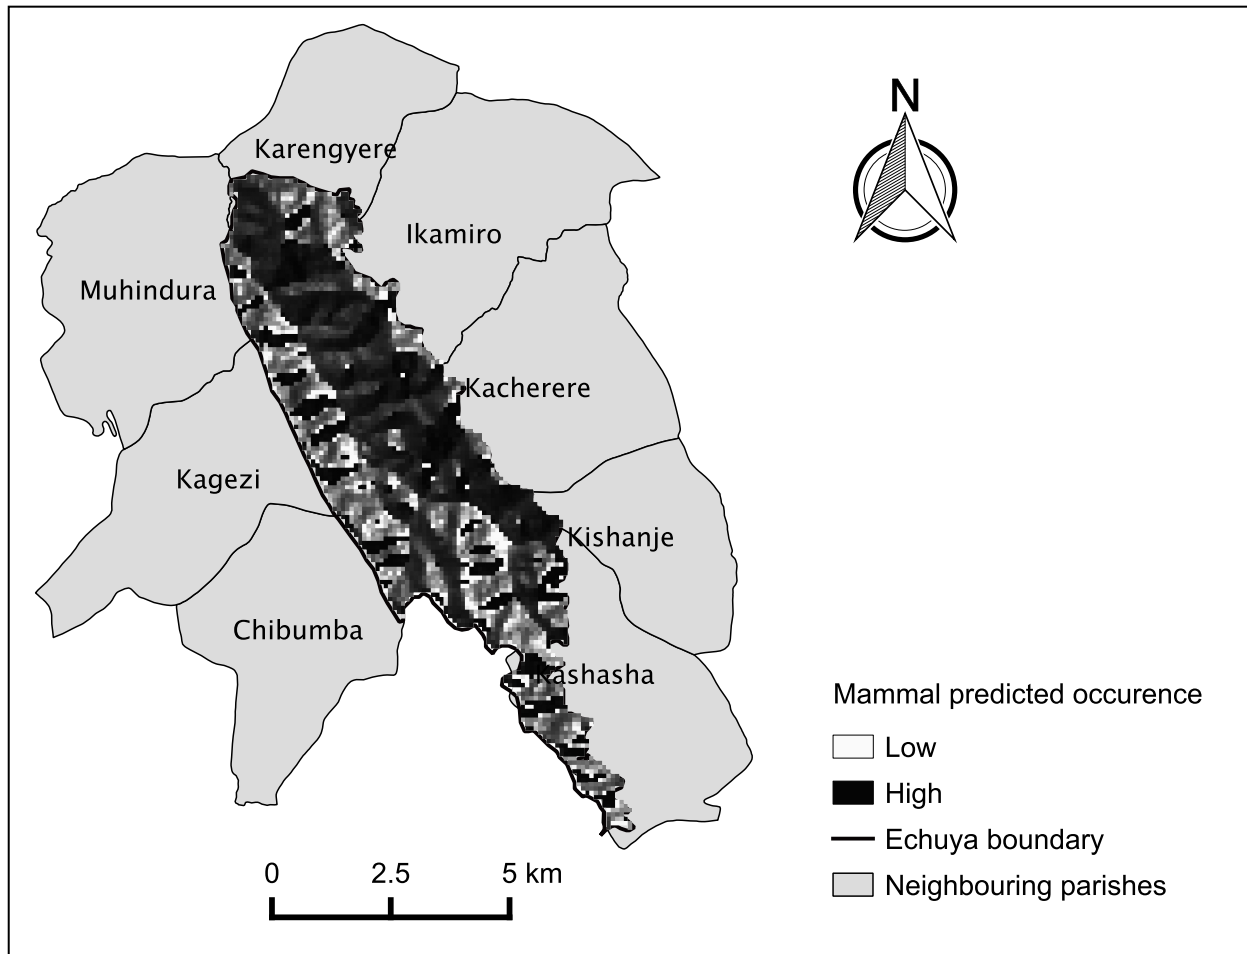 N
Karengyere
Ikamiro
Muhindura
Kacherere
Kagezi
Kishanje
Chibumba
Kashasha
Mammal predicted occurence
Low
High
Echuya boundary
Neighbouring parishes
0 2.5 5 km